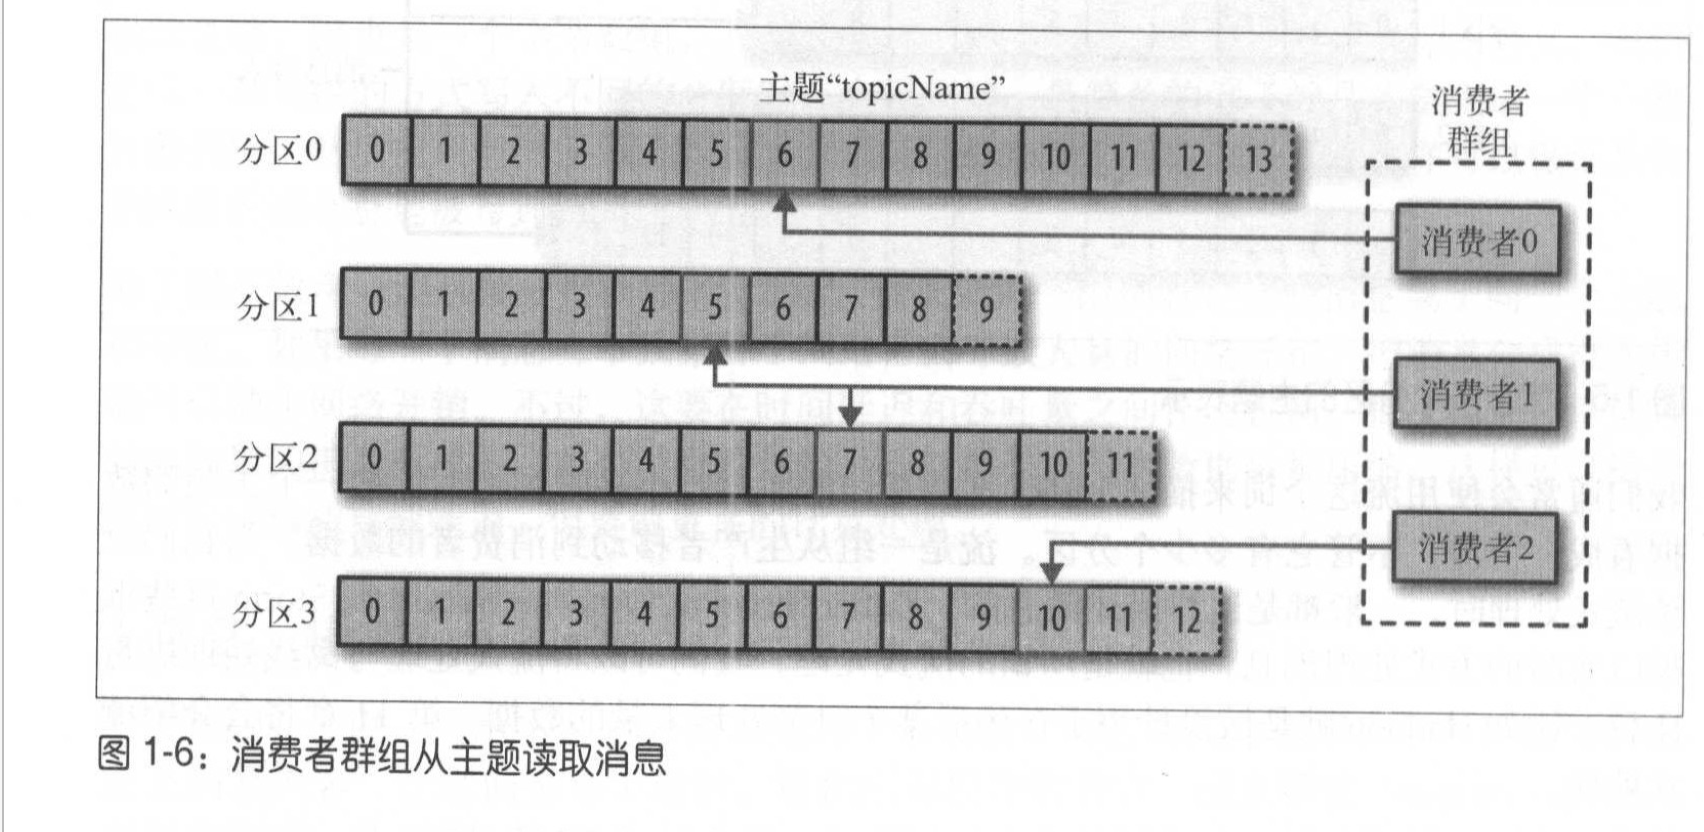 主题“topicName”
消费者
群组
分区0 0 1 2 3 4 5 6 7 8 9 10 11 12 13
消费者0
分区1 0 1 2 3 4 5 6 7 8 9
消费者1
分区2 0 1 2 3 4 5 6 7 8 9 10 11
消费者2
分区3 0 1 2 3 4 5 6 7 8 9 10 11 12
图 1-6：消费者群组从主题读取消息